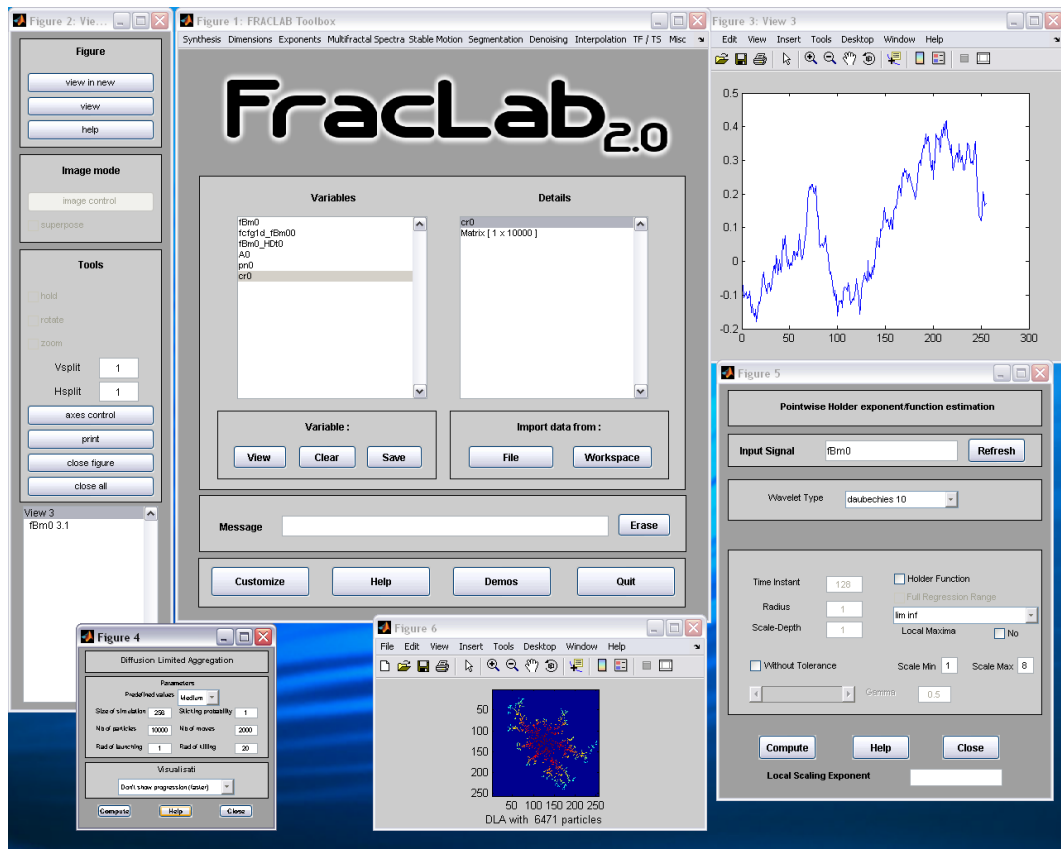 Figure 2: Vie...
Figure
view in new
view
help
Image mode
image control
superpose
Tools
hold
rotate
zoom
Vsplit 1
Hsplit 1
axes control
print
close figure
close all
View 3
fBm0 3.1
Figure 1: FRACLAB Toolbox
Synthesis Dimensions Exponents Multifractal Spectra Stable Motion Segmentation Denoising Interpolation TF / TS Misc
FracLab 2.0
Variables
fBm0
fcfg1d_fBm00
fBm0_HDt0
A0
pn0
cr0
Details
cr0
Matrix [ 1 x 10000 ]
Variable :
View Clear Save
Import data from :
File Workspace
Message Erase
Customize Help Demos Quit
Figure 3: View 3
Edit View Insert Tools Desktop Window Help
0.5
0.4
0.3
0.2
0.1
0
-0.1
-0.2
0 50 100 150 200 250 300
Figure 5
Pointwise Holder exponent/function estimation
Input Signal fBm0 Refresh
Wavelet Type daubechies 10
Time Instant 128
Radius 1
Scale-Depth 1
Holder Function
Full Regression Range
lim inf
Local Maxima No
Without Tolerance Scale Min 1 Scale Max 8
Gamma 0.5
Compute Help Close
Local Scaling Exponent
Figure 4
Diffusion Limited Aggregation
Parameters
Predefined values Medium
Size of simulation 256 Sticking probability 1
Nb of particles 10000 Nb of moves 2000
Rad of launching 1 Rad of killing 20
Visualisati
Don't show progression (faster)
Compute Help Close
Figure 6
File Edit View Insert Tools Desktop Window Help
50
100
150
200
250
50 100 150 200 250
DLA with 6471 particles